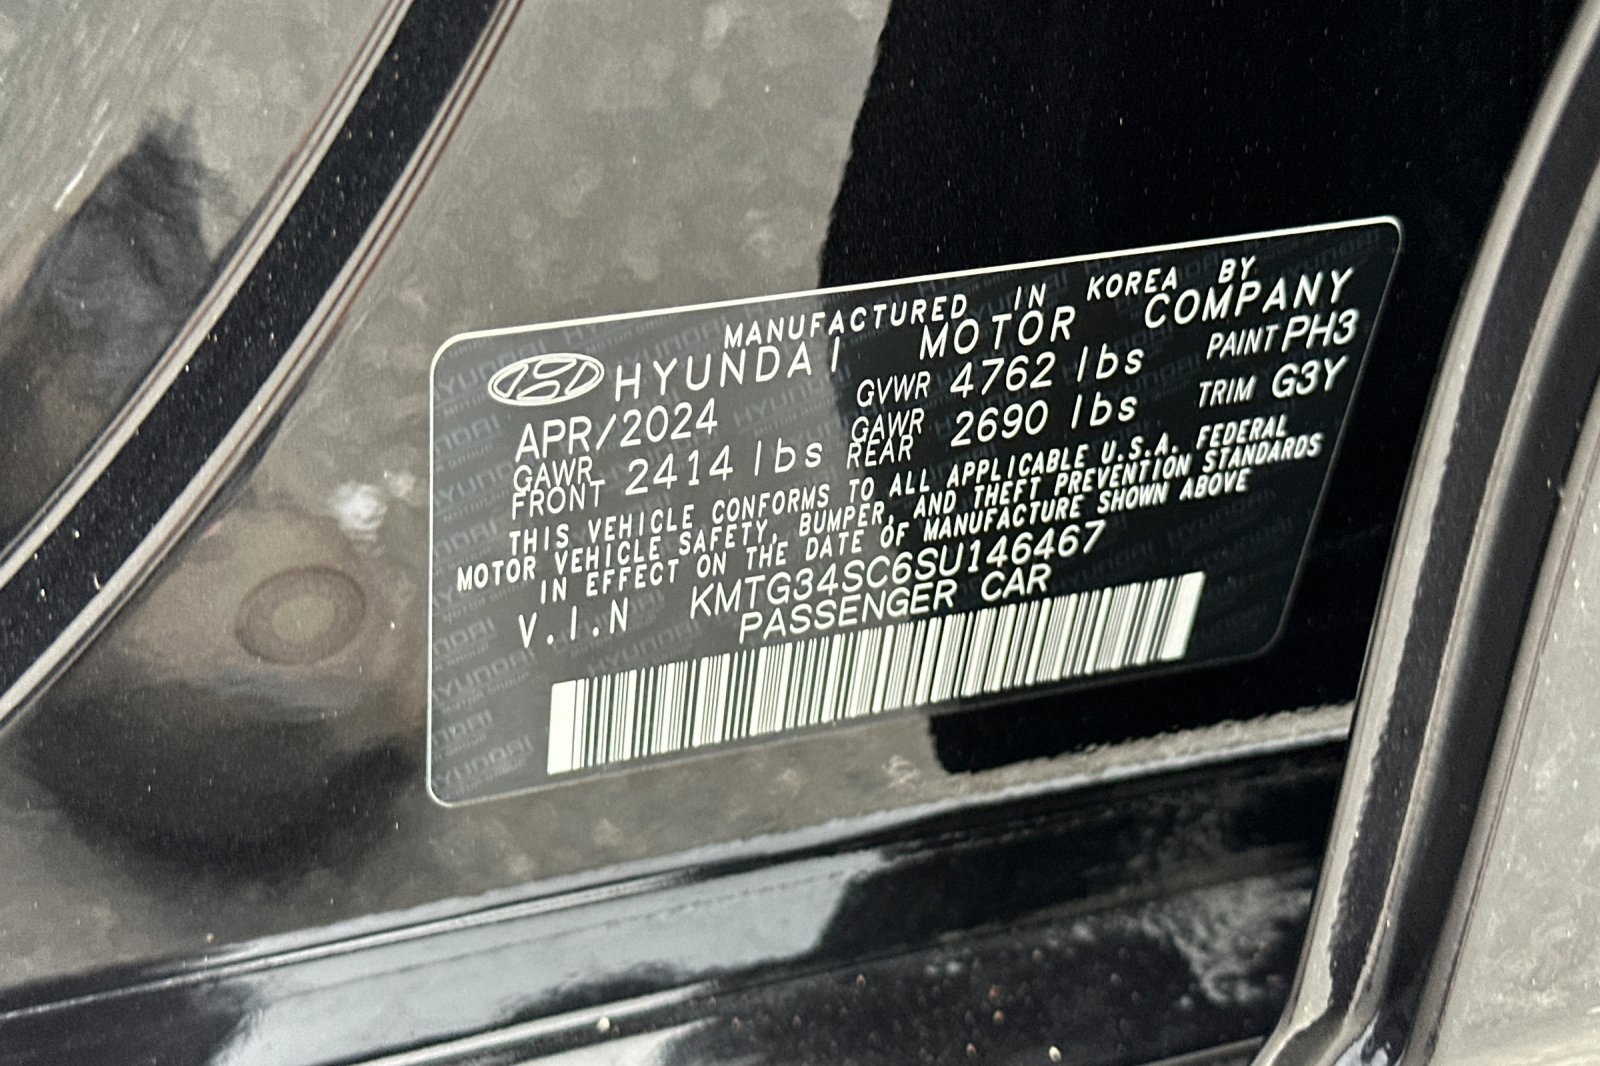 MANUFACTURED IN KOREA BY
HYUNDAI MOTOR COMPANY
APR/2024 GVWR 4762 lbs PAINT PH3
GAWR FRONT 2414 lbs GAWR REAR 2690 lbs TRIM G3Y
THIS VEHICLE CONFORMS TO ALL APPLICABLE U.S.A. FEDERAL
MOTOR VEHICLE SAFETY, BUMPER, AND THEFT PREVENTION STANDARDS
IN EFFECT ON THE DATE OF MANUFACTURE SHOWN ABOVE
V.I.N KMTG34SC6SU146467
PASSENGER CAR